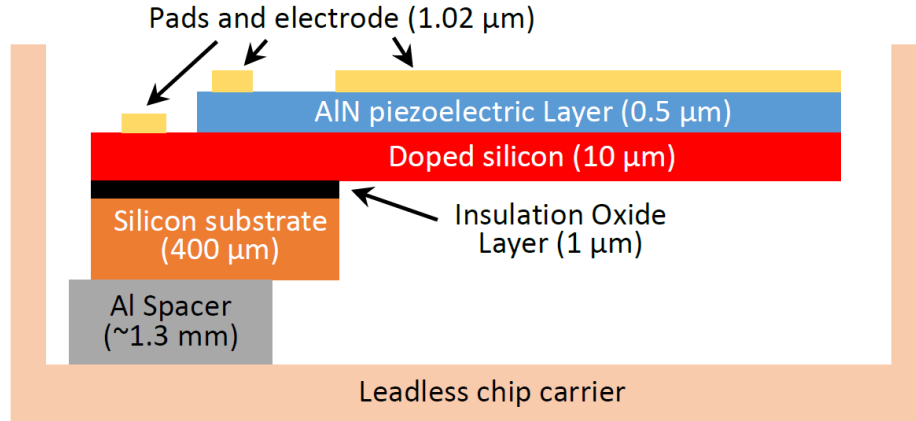 Pads and electrode (1.02 μm)
AlN piezoelectric Layer (0.5 μm)
Doped silicon (10 μm)
Insulation Oxide
Layer (1 μm)
Silicon substrate
(400 μm)
Al Spacer
(~1.3 mm)
Leadless chip carrier